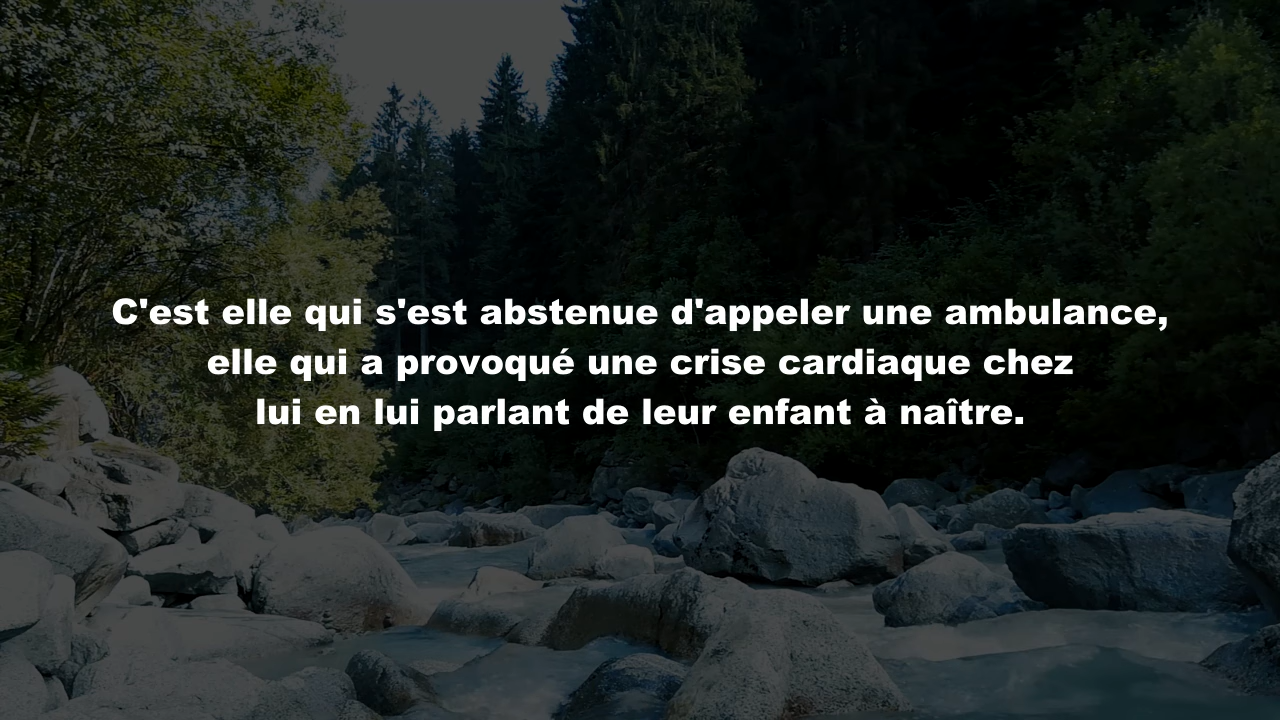 C'est elle qui s'est abstenue d'appeler une ambulance,
elle qui a provoqué une crise cardiaque chez
lui en lui parlant de leur enfant à naître.